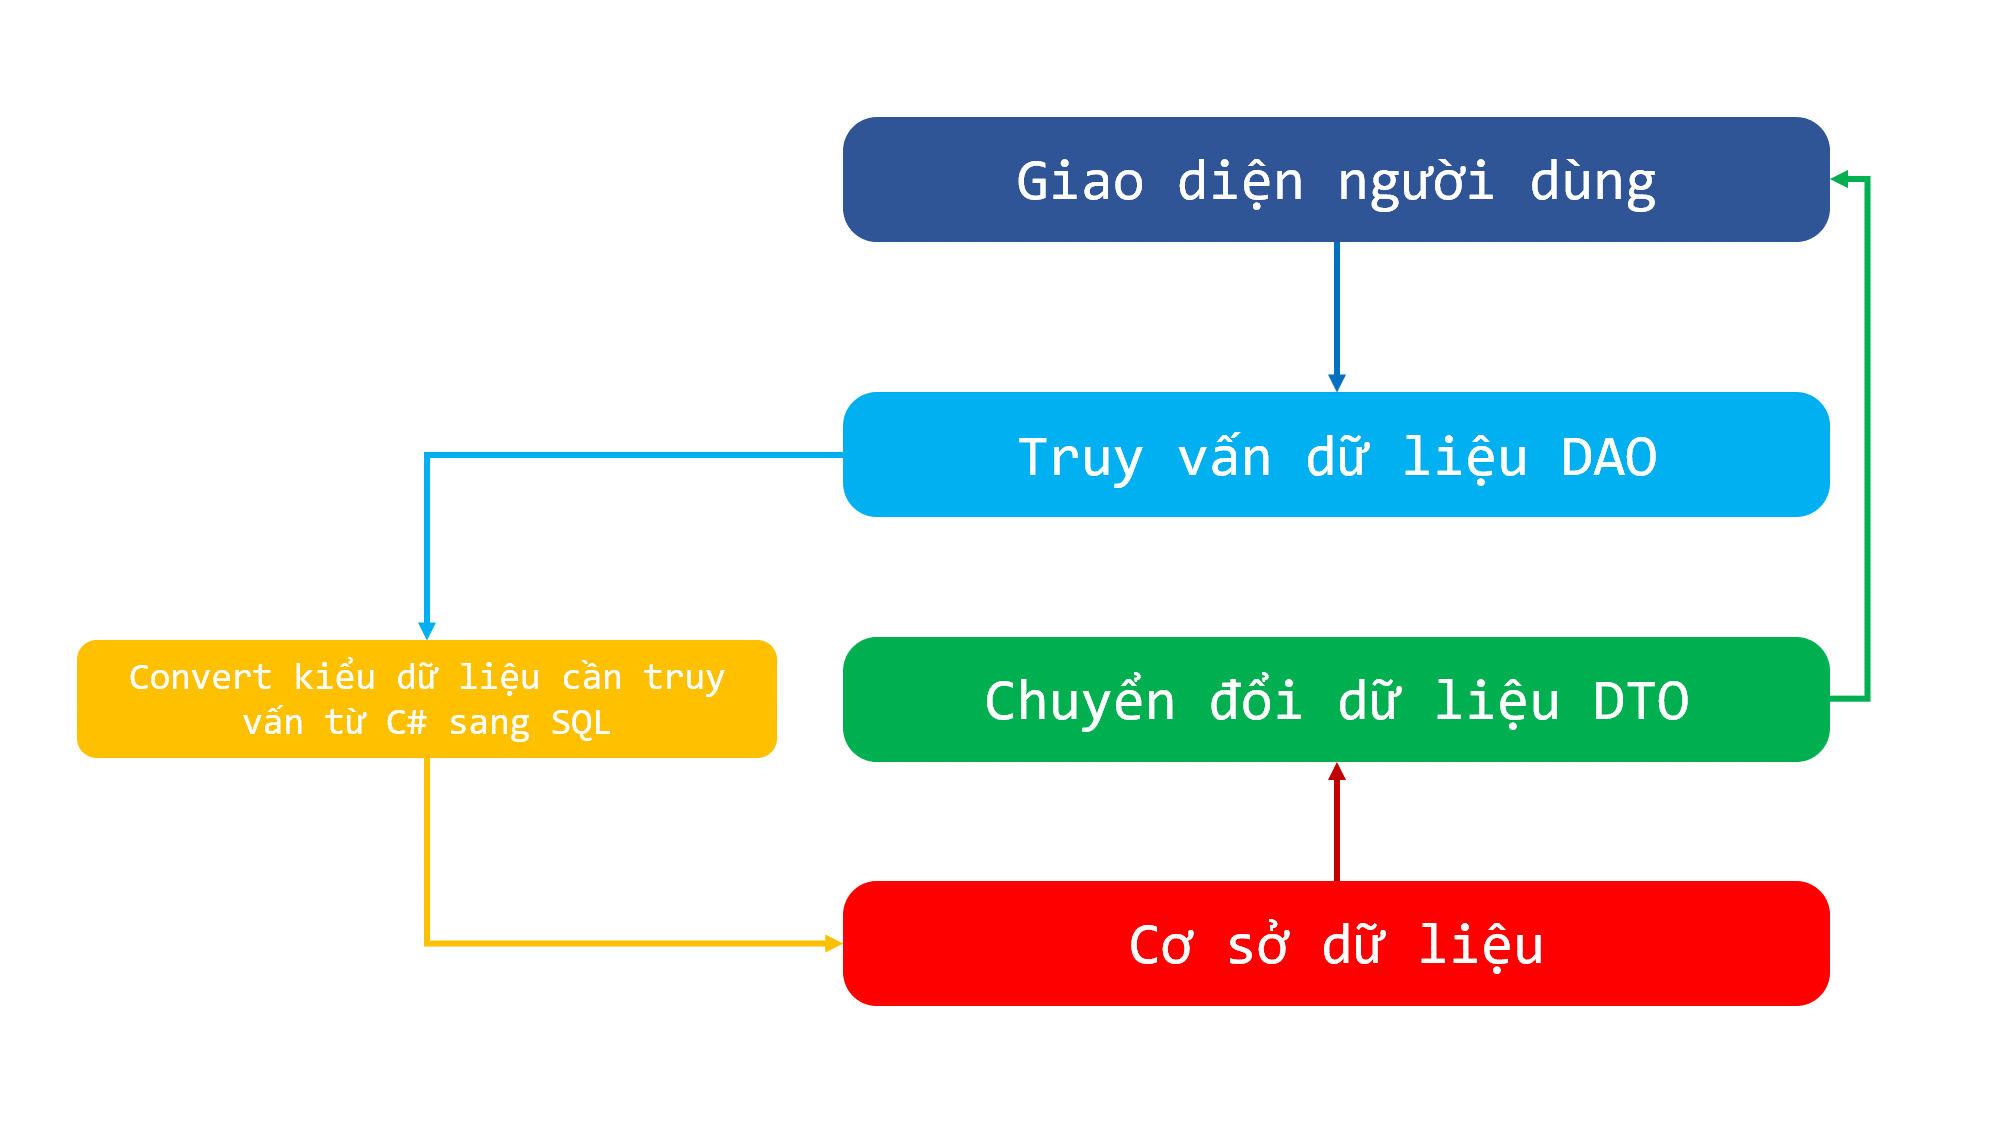 Giao diện người dùng
Truy vấn dữ liệu DAO
Convert kiểu dữ liệu cần truy
vấn từ C# sang SQL
Chuyển đổi dữ liệu DTO
Cơ sở dữ liệu